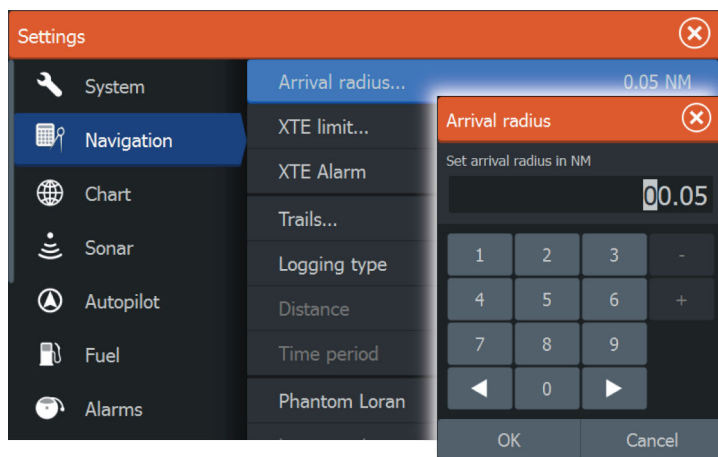 Settings
System
Navigation
Chart
Sonar
Autopilot
Fuel
Alarms
Arrival radius... 0.05 NM
XTE limit...
XTE Alarm
Trails...
Logging type
Distance
Time period
Phantom Loran
Arrival radius
Set arrival radius in NM
00.05
1 2 3 -
4 5 6 +
7 8 9
0
OK Cancel